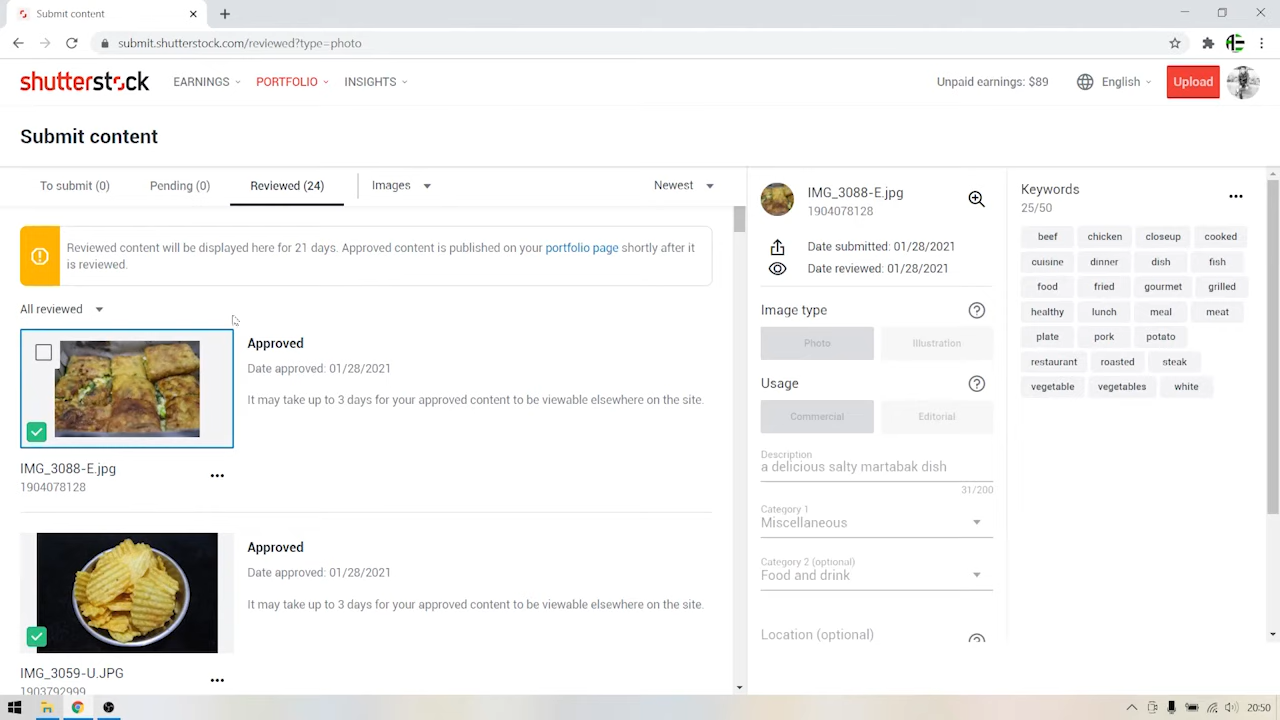 Submit content
submit.shutterstock.com/reviewed?type=photo
shutterstock
EARNINGS
PORTFOLIO
INSIGHTS
Unpaid earnings: $89
English
Upload
Submit content
To submit (0)
Pending (0)
Reviewed (24)
Images
Newest
Reviewed content will be displayed here for 21 days. Approved content is published on your portfolio page shortly after it
is reviewed.
All reviewed
Approved
Date approved: 01/28/2021
It may take up to 3 days for your approved content to be viewable elsewhere on the site.
IMG_3088-E.jpg
1904078128
Approved
Date approved: 01/28/2021
It may take up to 3 days for your approved content to be viewable elsewhere on the site.
IMG_3059-U.JPG
1903792999
IMG_3088-E.jpg
1904078128
Date submitted: 01/28/2021
Date reviewed: 01/28/2021
Image type
Photo
Illustration
Usage
Commercial
Editorial
Description
a delicious salty martabak dish
31/200
Category 1
Miscellaneous
Category 2 (optional)
Food and drink
Location (optional)
Keywords
25/50
beef chicken closeup cooked
cuisine dinner dish fish
food fried gourmet grilled
healthy lunch meal meat
plate pork potato
restaurant roasted steak
vegetable vegetables white
20:50